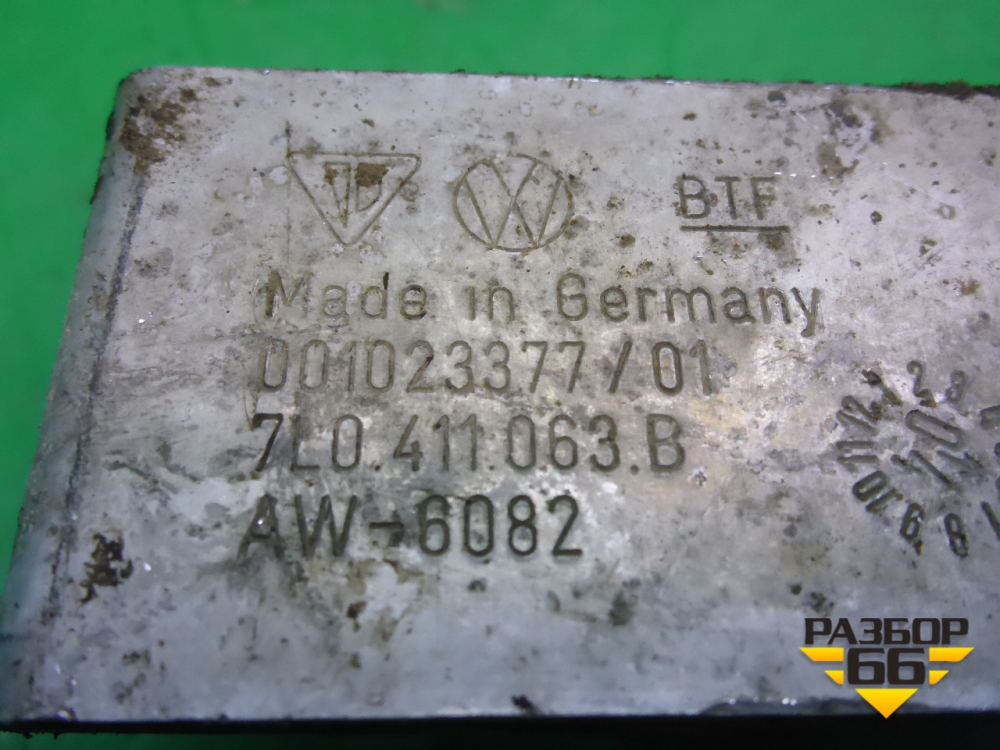 BTF
Made in Germany
001023377/01
7L0.411.063.B
AW-6082
РАЗБОР
66